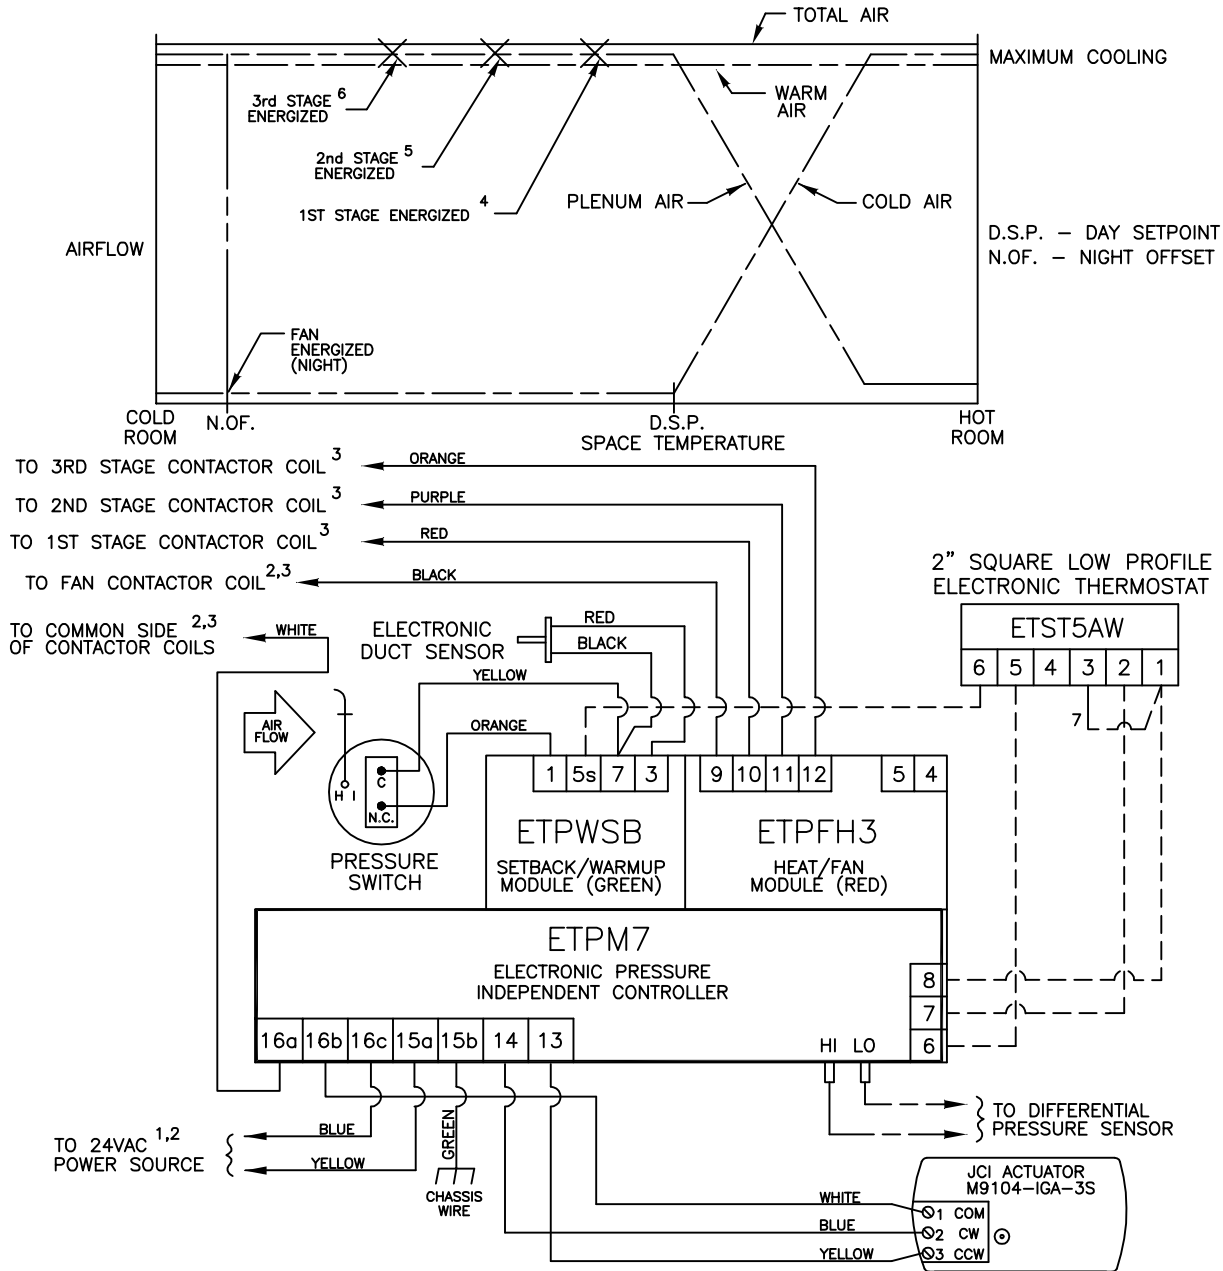 TOTAL AIR
MAXIMUM COOLING
WARM
AIR
3rd STAGE 6
ENERGIZED
2nd STAGE 5
ENERGIZED
1ST STAGE ENERGIZED 4
PLENUM AIR
COLD AIR
AIRFLOW
D.S.P. – DAY SETPOINT
N.OF. – NIGHT OFFSET
FAN
ENERGIZED
(NIGHT)
COLD
ROOM
N.OF.
D.S.P.
SPACE TEMPERATURE
HOT
ROOM
TO 3RD STAGE CONTACTOR COIL 3
ORANGE
TO 2ND STAGE CONTACTOR COIL 3
PURPLE
TO 1ST STAGE CONTACTOR COIL 3
RED
TO FAN CONTACTOR COIL 2,3
BLACK
TO COMMON SIDE 2,3
OF CONTACTOR COILS
WHITE
ELECTRONIC
DUCT SENSOR
RED
BLACK
2" SQUARE LOW PROFILE
ELECTRONIC THERMOSTAT
ETST5AW
6 5 4 3 2 1
7
YELLOW
ORANGE
AIR
FLOW
H I
C
N.C.
PRESSURE
SWITCH
1 5s 7 3
9 10 11 12
5 4
ETPWSB
SETBACK/WARMUP
MODULE (GREEN)
ETPFH3
HEAT/FAN
MODULE (RED)
ETPM7
ELECTRONIC PRESSURE
INDEPENDENT CONTROLLER
8
7
6
16a 16b 16c 15a 15b 14 13
HI LO
TO DIFFERENTIAL
PRESSURE SENSOR
TO 24VAC 1,2
POWER SOURCE
BLUE
YELLOW
GREEN
CHASSIS
WIRE
JCI ACTUATOR
M9104-IGA-3S
WHITE
1 COM
BLUE
2 CW
YELLOW
3 CCW